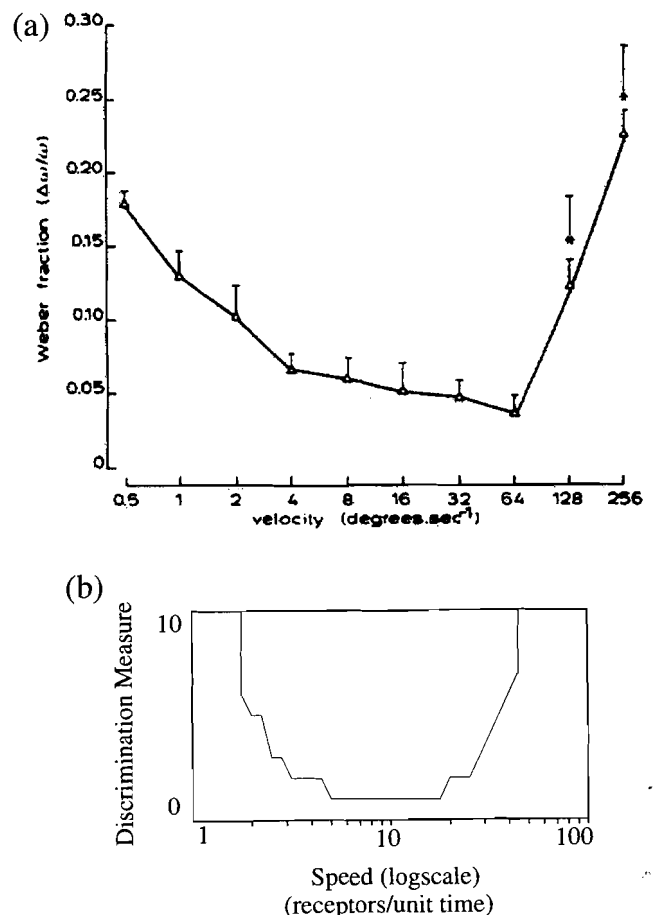 (a)
0.30
0.25
0.20
0.15
0.10
0.05
0
Weber fraction (Δω/ω)
0.5 1 2 4 8 16 32 64 128 256
velocity (degrees.sec⁻¹)
(b)
10
0
Discrimination Measure
1 10 100
Speed (logscale)
(receptors/unit time)